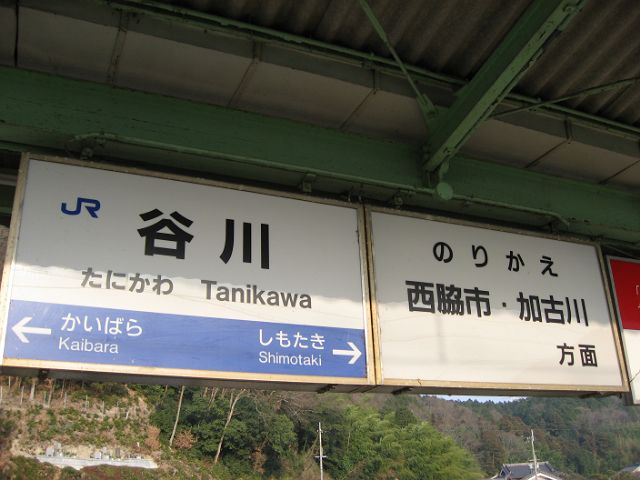 JR
谷川
たにかわ Tanikawa
← かいばら
Kaibara
しもたき →
Shimotaki
のりかえ
西脇市・加古川
方面